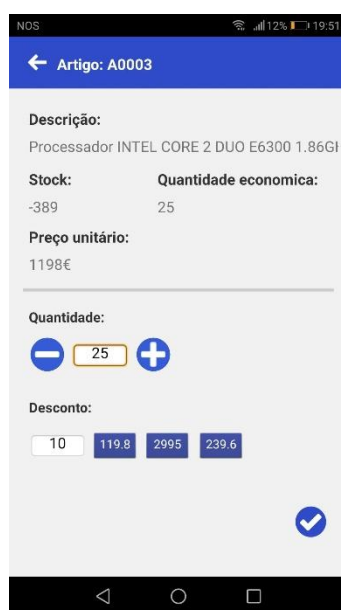 NOS 12% 19:51
Artigo: A0003
Descrição:
Processador INTEL CORE 2 DUO E6300 1.86GH
Stock: Quantidade economica:
-389 25
Preço unitário:
1198€
Quantidade:
25
Desconto:
10 119.8 2995 239.6